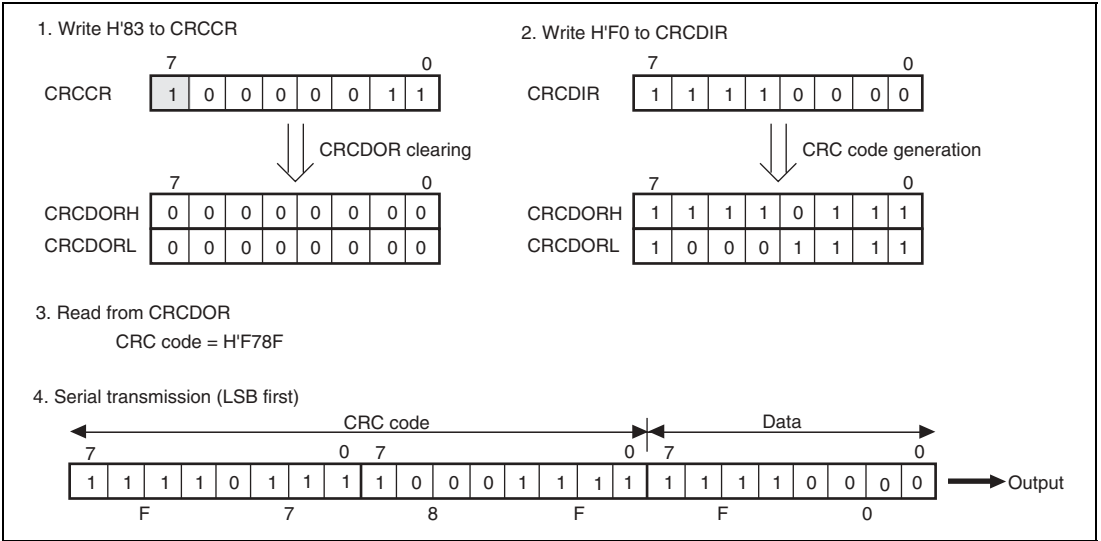 1. Write H'83 to CRCCR
7 0
CRCCR 1 0 0 0 0 0 1 1
CRCDOR clearing
7 0
CRCDORH 0 0 0 0 0 0 0 0
CRCDORL 0 0 0 0 0 0 0 0
2. Write H'F0 to CRCDIR
7 0
CRCDIR 1 1 1 1 0 0 0 0
CRC code generation
7 0
CRCDORH 1 1 1 1 0 1 1 1
CRCDORL 1 0 0 0 1 1 1 1
3. Read from CRCDOR
CRC code = H'F78F
4. Serial transmission (LSB first)
CRC code Data
7 0 7 0 7 0
1 1 1 1 0 1 1 1 1 0 0 0 1 1 1 1 1 1 1 1 0 0 0 0 Output
F 7 8 F F 0